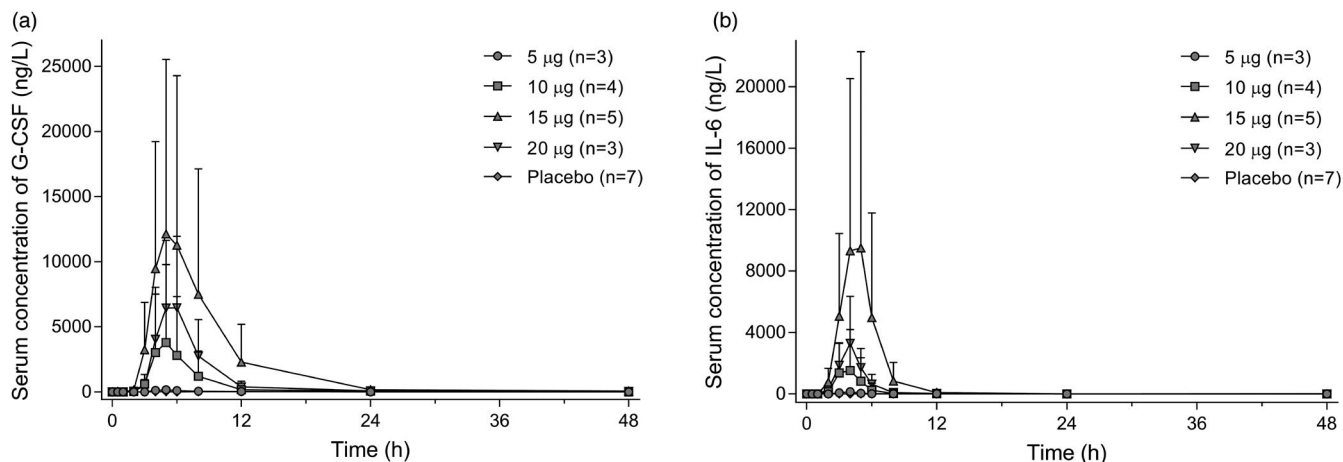 (a)
Serum concentration of G-CSF (ng/L)
25000
20000
15000
10000
5000
0
0
12
24
36
48
Time (h)
5 μg (n=3)
10 μg (n=4)
15 μg (n=5)
20 μg (n=3)
Placebo (n=7)
(b)
Serum concentration of IL-6 (ng/L)
20000
16000
12000
8000
4000
0
0
12
24
36
48
Time (h)
5 μg (n=3)
10 μg (n=4)
15 μg (n=5)
20 μg (n=3)
Placebo (n=7)